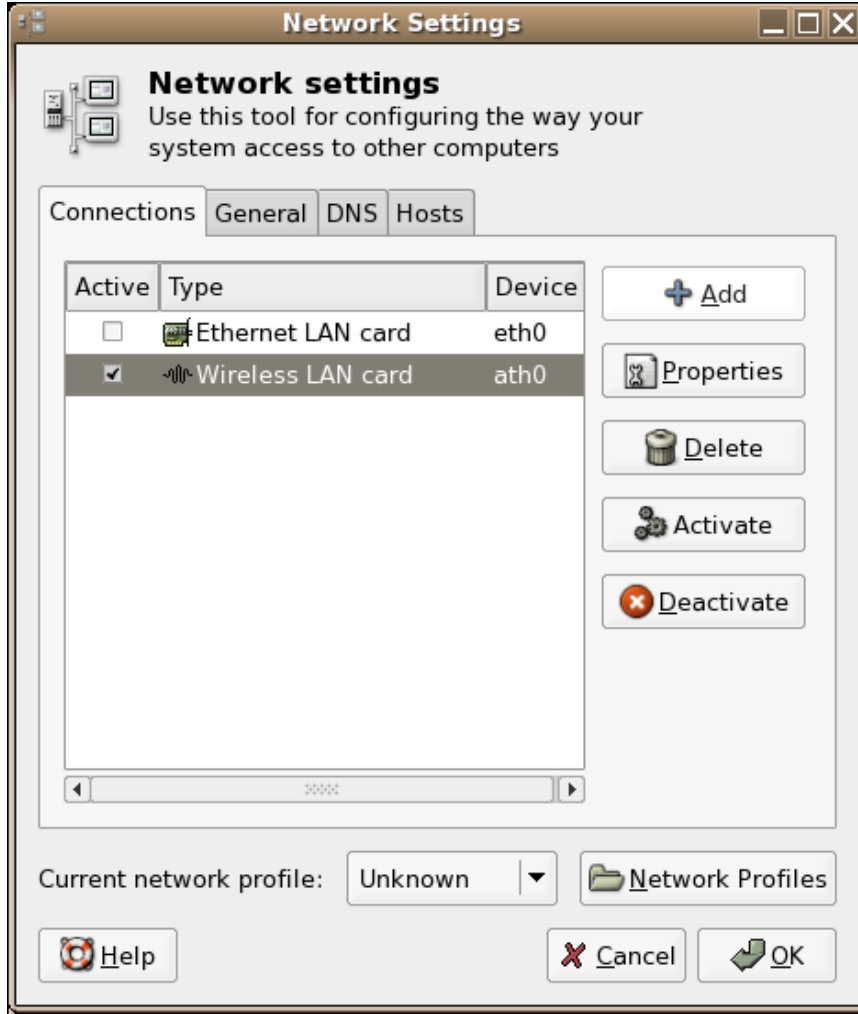 Network Settings
Network settings
Use this tool for configuring the way your
system access to other computers
Connections General DNS Hosts
Active Type Device
Ethernet LAN card eth0
Wireless LAN card ath0
Add
Properties
Delete
Activate
Deactivate
Current network profile: Unknown Network Profiles
Help Cancel OK